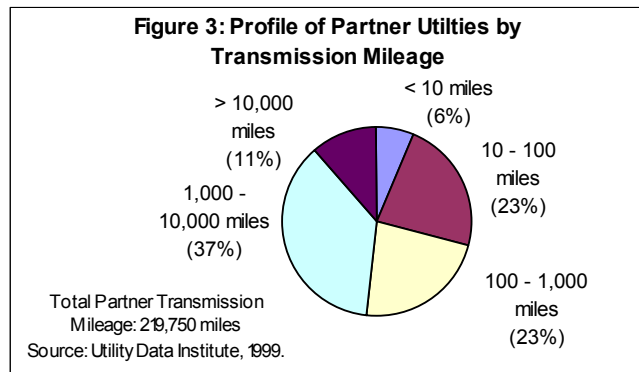 Figure 3: Profile of Partner Utilties by
Transmission Mileage
< 10 miles
(6%)
10 - 100
miles
(23%)
100 - 1,000
miles
(23%)
1,000 -
10,000 miles
(37%)
> 10,000
miles
(11%)
Total Partner Transmission
Mileage: 219,750 miles
Source: Utility Data Institute, 1999.